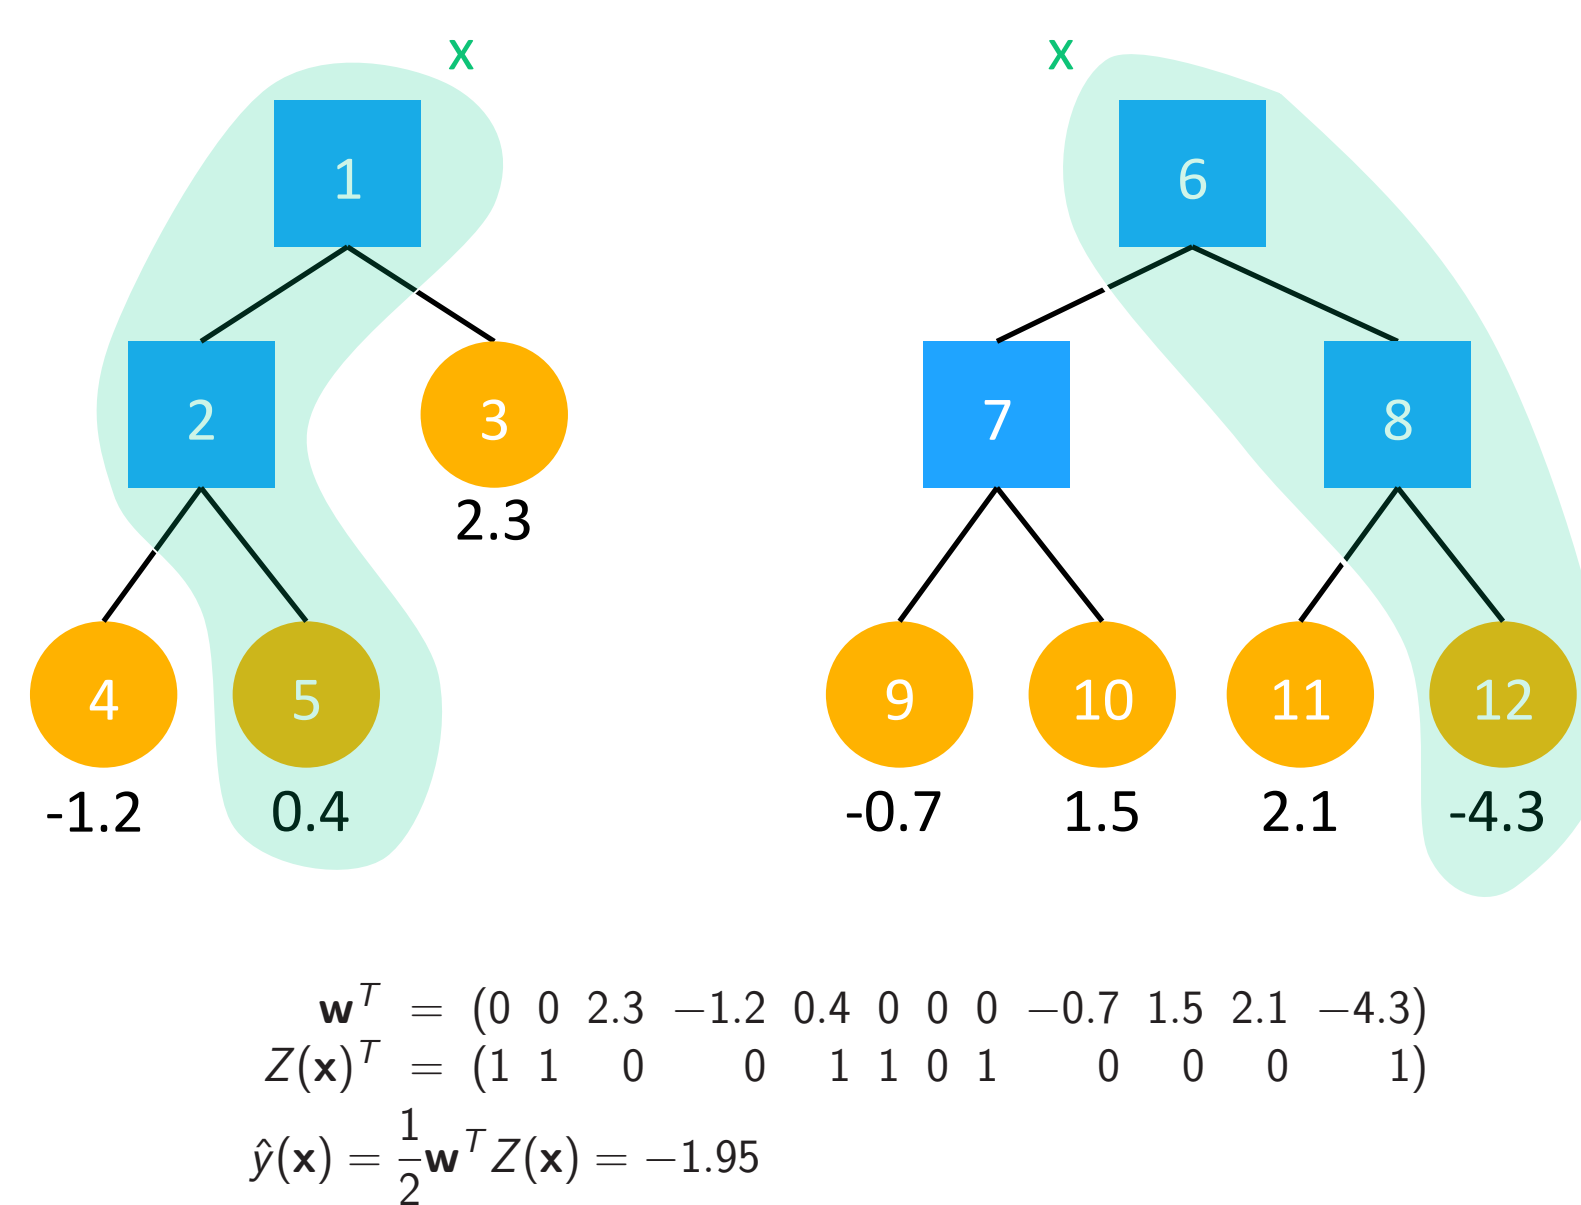 x x
1 6
2 3 7 8
2.3
4 5 9 10 11 12
-1.2 0.4 -0.7 1.5 2.1 -4.3
w^T = (0 0 2.3 −1.2 0.4 0 0 0 −0.7 1.5 2.1 −4.3)
Z(x)^T = (1 1 0 0 1 1 0 1 0 0 0 1)
ŷ(x) = 1/2 w^T Z(x) = −1.95